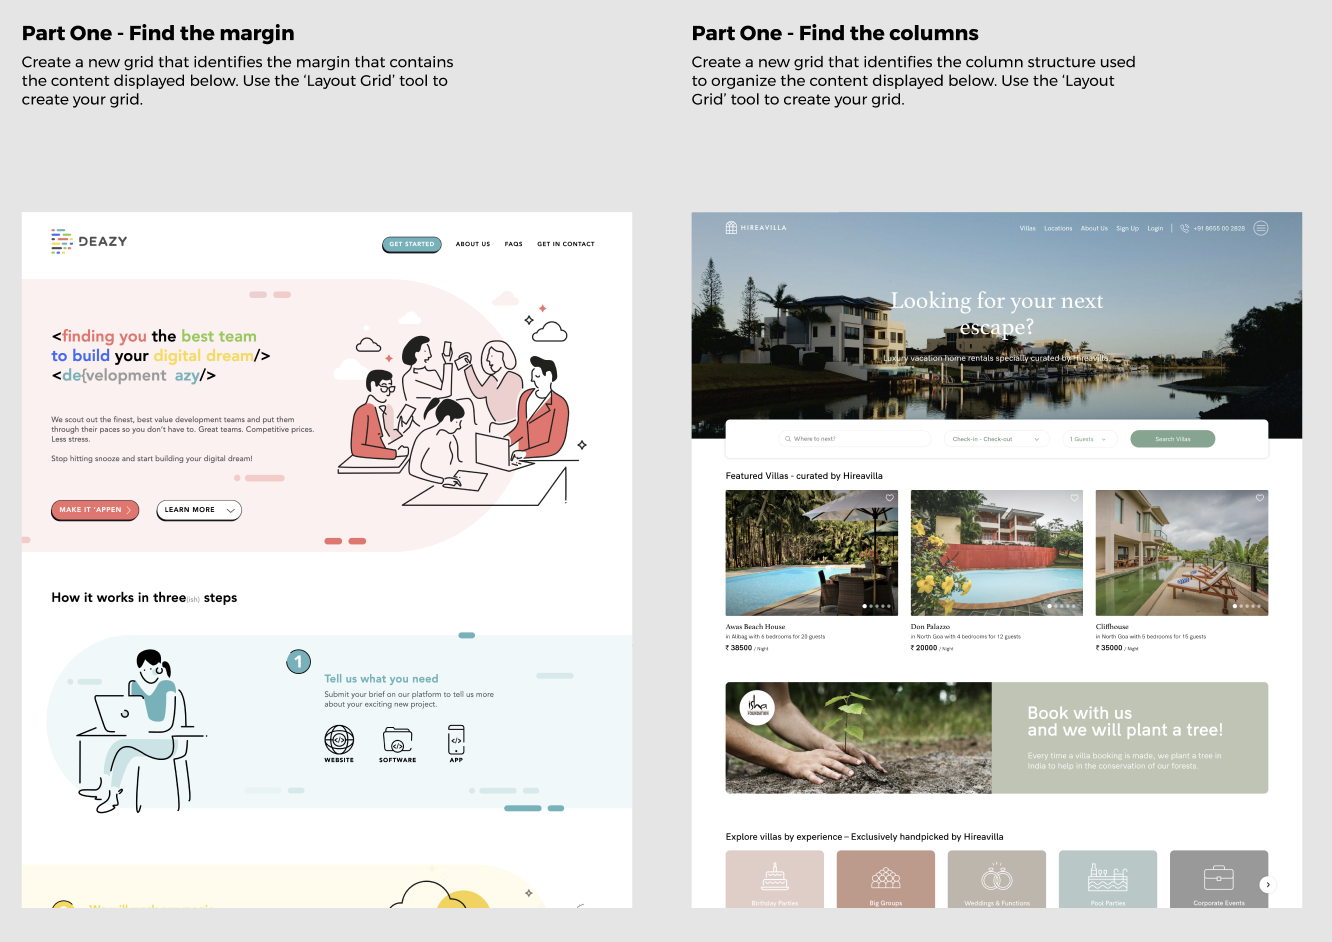 Part One - Find the margin
Create a new grid that identifies the margin that contains
the content displayed below. Use the ‘Layout Grid’ tool to
create your grid.
DEAZY
GET STARTED
ABOUT US
FAQS
GET IN CONTACT
<finding you the best team
to build your digital dream/>
<de{velopment azy/>
We scout out the finest, best value development teams and put them
through their paces so you don’t have to. Great teams. Competitive prices.
Less stress.
Stop hitting snooze and start building your digital dream!
MAKE IT 'APPEN
LEARN MORE
How it works in three(ish) steps
1
Tell us what you need
Submit your brief on our platform to tell us more
about your exciting new project.
WEBSITE
SOFTWARE
APP
Part One - Find the columns
Create a new grid that identifies the column structure used
to organize the content displayed below. Use the ‘Layout
Grid’ tool to create your grid.
HIREAVILLA
Villas
Locations
About Us
Sign Up
Login
+91 8655 00 2828
Looking for your next
escape?
Luxury vacation home rentals specially curated by Hireavilla.
Where to next?
Check-in - Check-out
1 Guests
Search Villas
Featured Villas - curated by Hireavilla
Awas Beach House
in Alibag with 6 bedrooms for 20 guests
₹ 38500 / Night
Don Palazzo
in North Goa with 4 bedrooms for 12 guests
₹ 20000 / Night
Cliffhouse
in North Goa with 5 bedrooms for 15 guests
₹ 35000 / Night
isha
FOUNDATION
Book with us
and we will plant a tree!
Every time a villa booking is made, we plant a tree in
India to help in the conservation of our forests.
Explore villas by experience – Exclusively handpicked by Hireavilla
Birthday Parties
Big Groups
Weddings & Functions
Pool Parties
Corporate Events